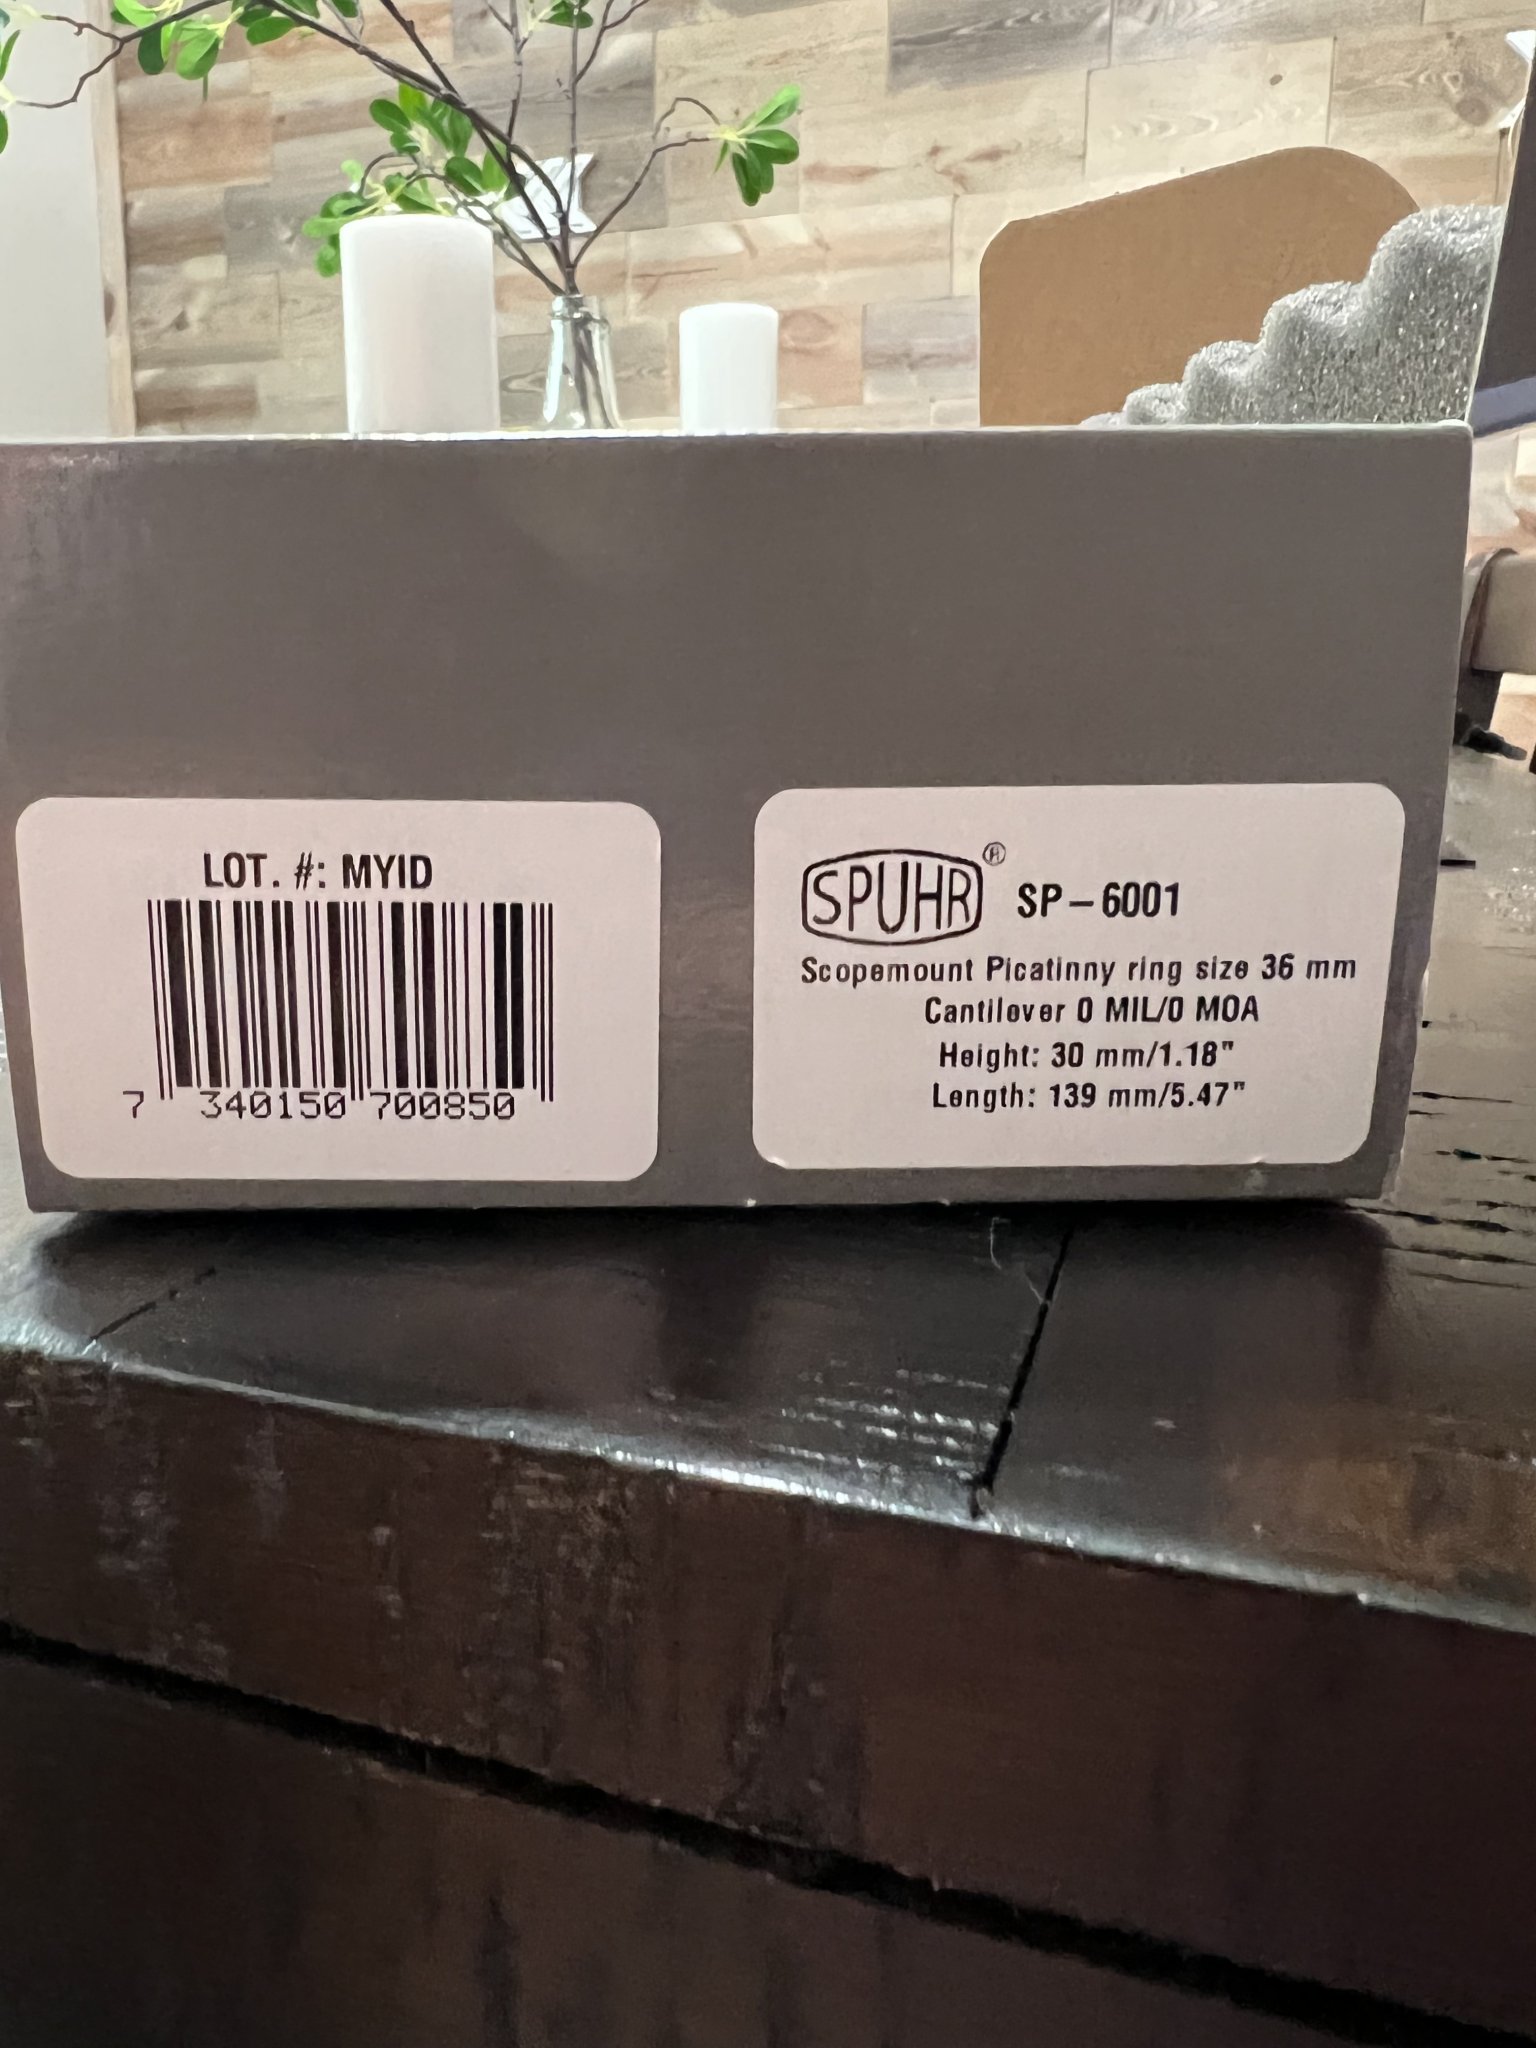 LOT. #: MYID
7 340150 700850
SPUHR® SP-6001
Scopemount Picatinny ring size 36 mm
Cantilever 0 MIL/0 MOA
Height: 30 mm/1.18"
Length: 139 mm/5.47"